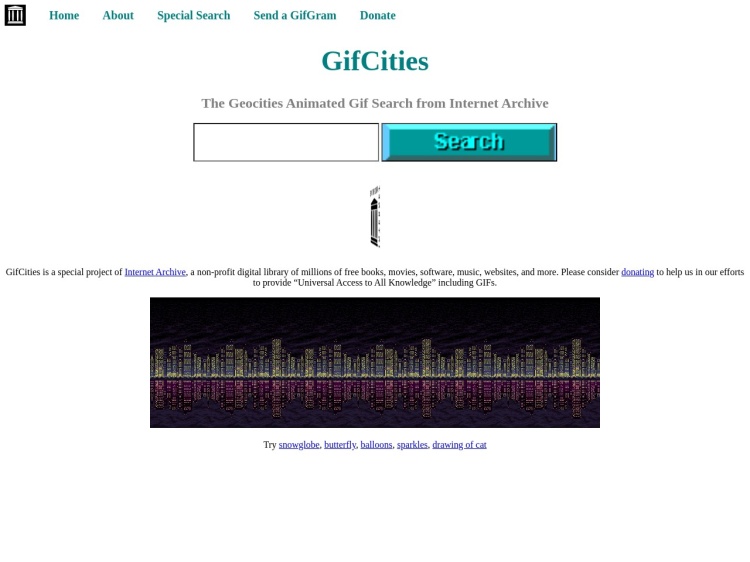 Home About Special Search Send a GifGram Donate
GifCities
The Geocities Animated Gif Search from Internet Archive
Search
GifCities is a special project of Internet Archive, a non-profit digital library of millions of free books, movies, software, music, websites, and more. Please consider donating to help us in our efforts
to provide “Universal Access to All Knowledge” including GIFs.
Try snowglobe, butterfly, balloons, sparkles, drawing of cat